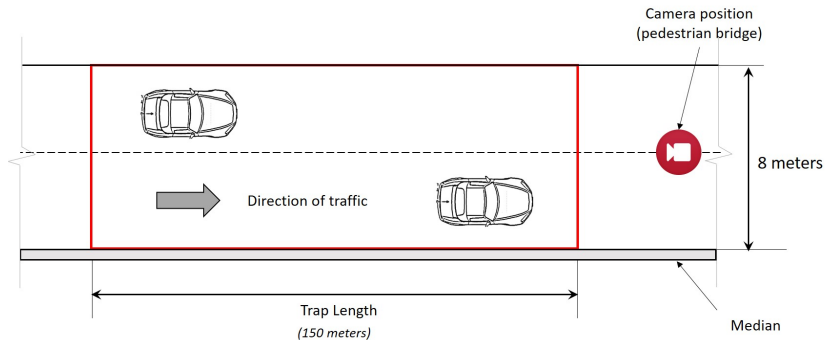 Camera position
(pedestrian bridge)
8 meters
Direction of traffic
Trap Length
(150 meters)
Median